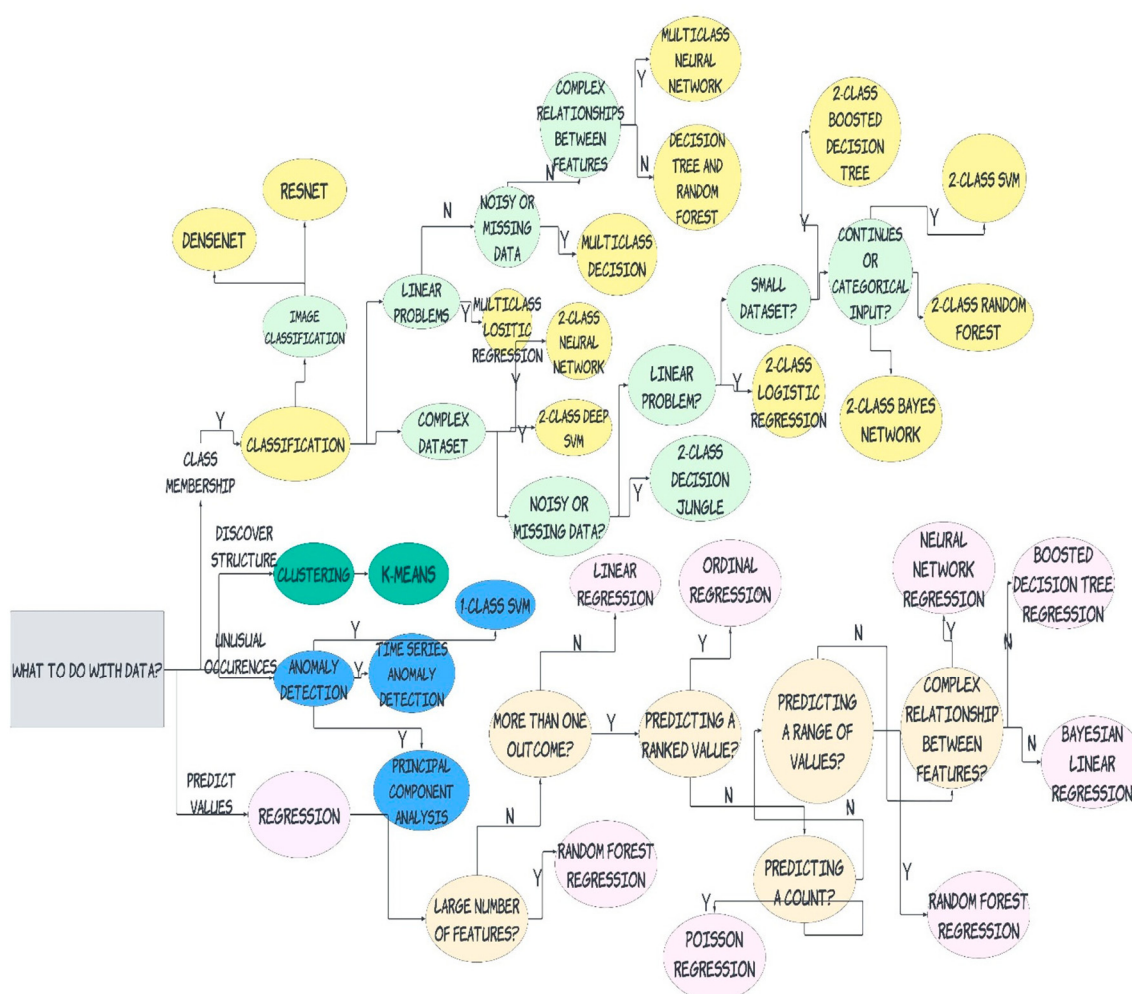 MULTICLASS
NEURAL
NETWORK
Y
COMPLEX
RELATIONSHIPS
BETWEEN
FEATURES
N
DECISION
TREE AND
RANDOM
FOREST
2-CLASS
BOOSTED
DECISION
TREE
2-CLASS SVM
RESNET
DENSENET
N
N
NOISY OR
MISSING
DATA
Y
MULTICLASS
DECISION
Y
Y
CONTINUES
OR
CATEGORICAL
INPUT?
SMALL
DATASET?
2-CLASS RANDOM
FOREST
2-CLASS BAYES
NETWORK
IMAGE
CLASSIFICATION
LINEAR
PROBLEMS
Y
MULTICLASS
LOSITIC
REGRESSION
2-CLASS
NEURAL
NETWORK
Y
LINEAR
PROBLEM?
Y
2-CLASS
LOGISTIC
REGRESSION
Y
CLASSIFICATION
COMPLEX
DATASET
Y
2-CLASS DEEP
SVM
CLASS
MEMBERSHIP
NOISY OR
MISSING DATA?
Y
2-CLASS
DECISION
JUNGLE
DISCOVER
STRUCTURE
CLUSTERING
K-MEANS
1-CLASS SVM
Y
WHAT TO DO WITH DATA?
UNUSUAL
OCCURENCES
ANOMALY
DETECTION
Y
TIME SERIES
ANOMALY
DETECTION
Y
PRINCIPAL
COMPONENT
ANALYSIS
PREDICT
VALUES
REGRESSION
LARGE NUMBER
OF FEATURES?
N
Y
RANDOM FOREST
REGRESSION
MORE THAN ONE
OUTCOME?
N
LINEAR
REGRESSION
Y
PREDICTING A
RANKED VALUE?
Y
ORDINAL
REGRESSION
N
PREDICTING
A COUNT?
Y
POISSON
REGRESSION
N
PREDICTING
A RANGE OF
VALUES?
N
Y
RANDOM FOREST
REGRESSION
COMPLEX
RELATIONSHIP
BETWEEN
FEATURES?
Y
NEURAL
NETWORK
REGRESSION
N
BOOSTED
DECISION TREE
REGRESSION
N
BAYESIAN
LINEAR
REGRESSION